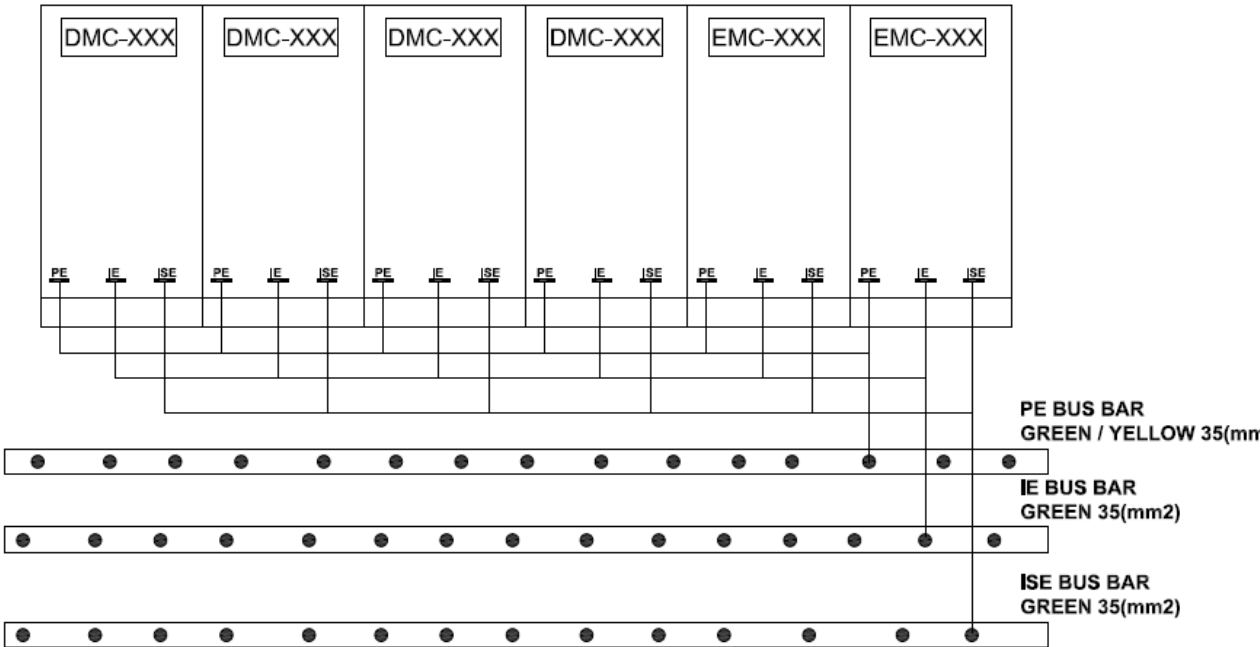 DMC-XXX DMC-XXX DMC-XXX DMC-XXX EMC-XXX EMC-XXX
PE IE ISE PE IE ISE PE IE ISE PE IE ISE PE IE ISE PE IE ISE
PE BUS BAR
GREEN / YELLOW 35(mm
IE BUS BAR
GREEN 35(mm2)
ISE BUS BAR
GREEN 35(mm2)